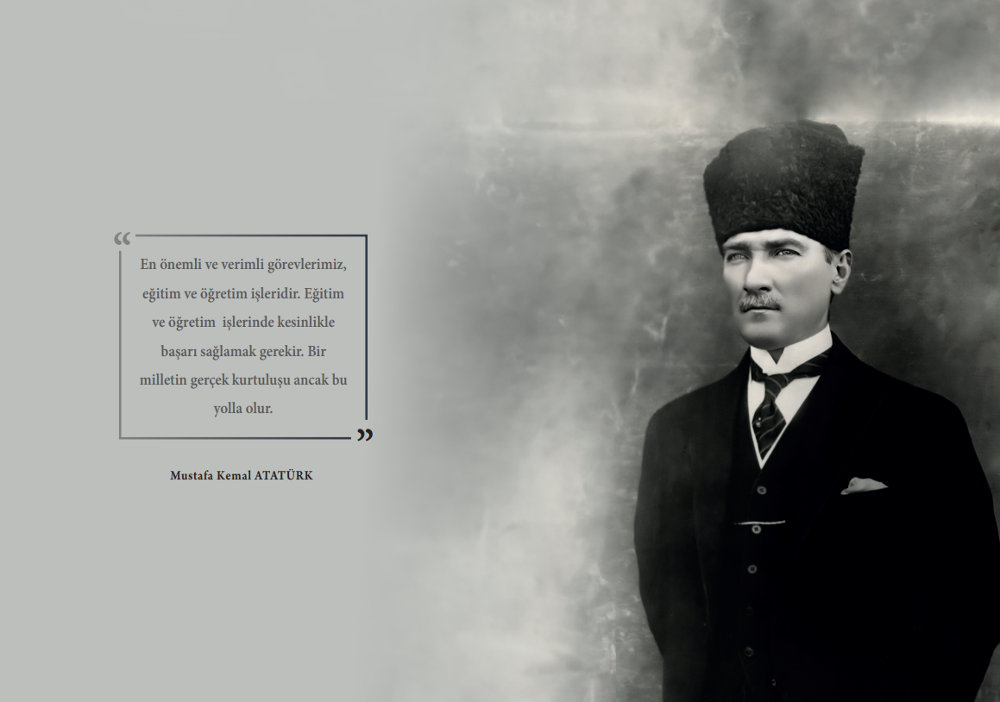 “
En önemli ve verimli görevlerimiz,
eğitim ve öğretim işleridir. Eğitim
ve öğretim işlerinde kesinlikle
başarı sağlamak gerekir. Bir
milletin gerçek kurtuluşu ancak bu
yolla olur.
”
Mustafa Kemal ATATÜRK